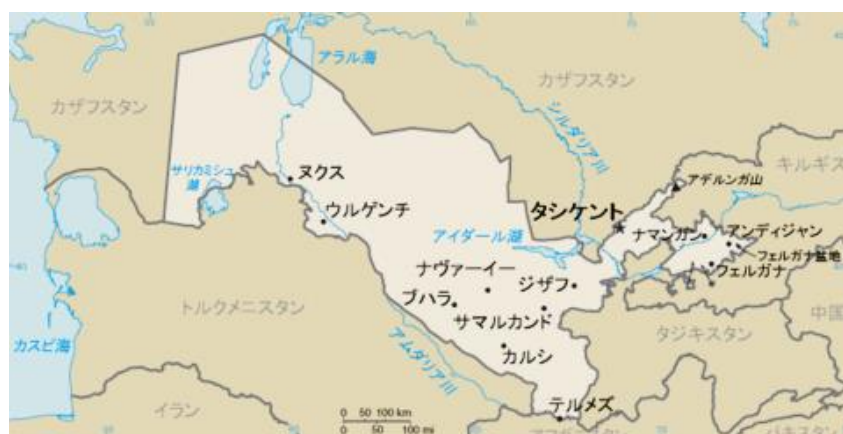 アラル海
カザフスタン
カザフスタン
シルダリア川
サリカミシュ
湖
ヌクス
ウルゲンチ
キルギス
アデルンガ山
タシケント
ナマンガン
アンディジャン
フェルガナ盆地
フェルガナ
アイダール湖
ナヴァーイー
ジザフ
ブハラ
サマルカンド
トルクメニスタン
タジキスタン
中国
カスピ海
アムダリア川
カルシ
テルメズ
イラン
0 50 100 km
0 50 100 mi